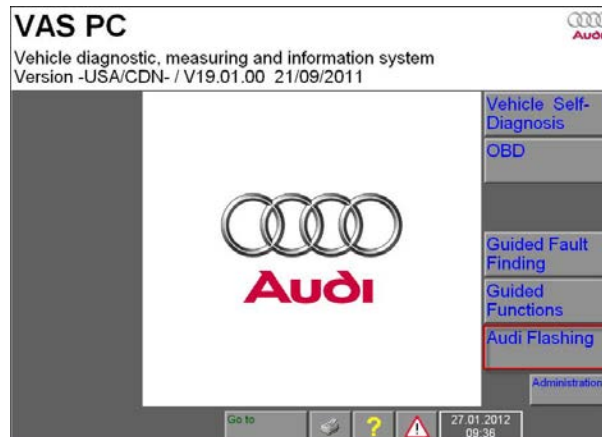 VAS PC
Audi
Vehicle diagnostic, measuring and information system
Version -USA/CDN- / V19.01.00 21/09/2011
Vehicle Self-
Diagnosis
OBD
Audi
Guided Fault
Finding
Guided
Functions
Audi Flashing
Administration
Go to
?
27.01.2012
09:36